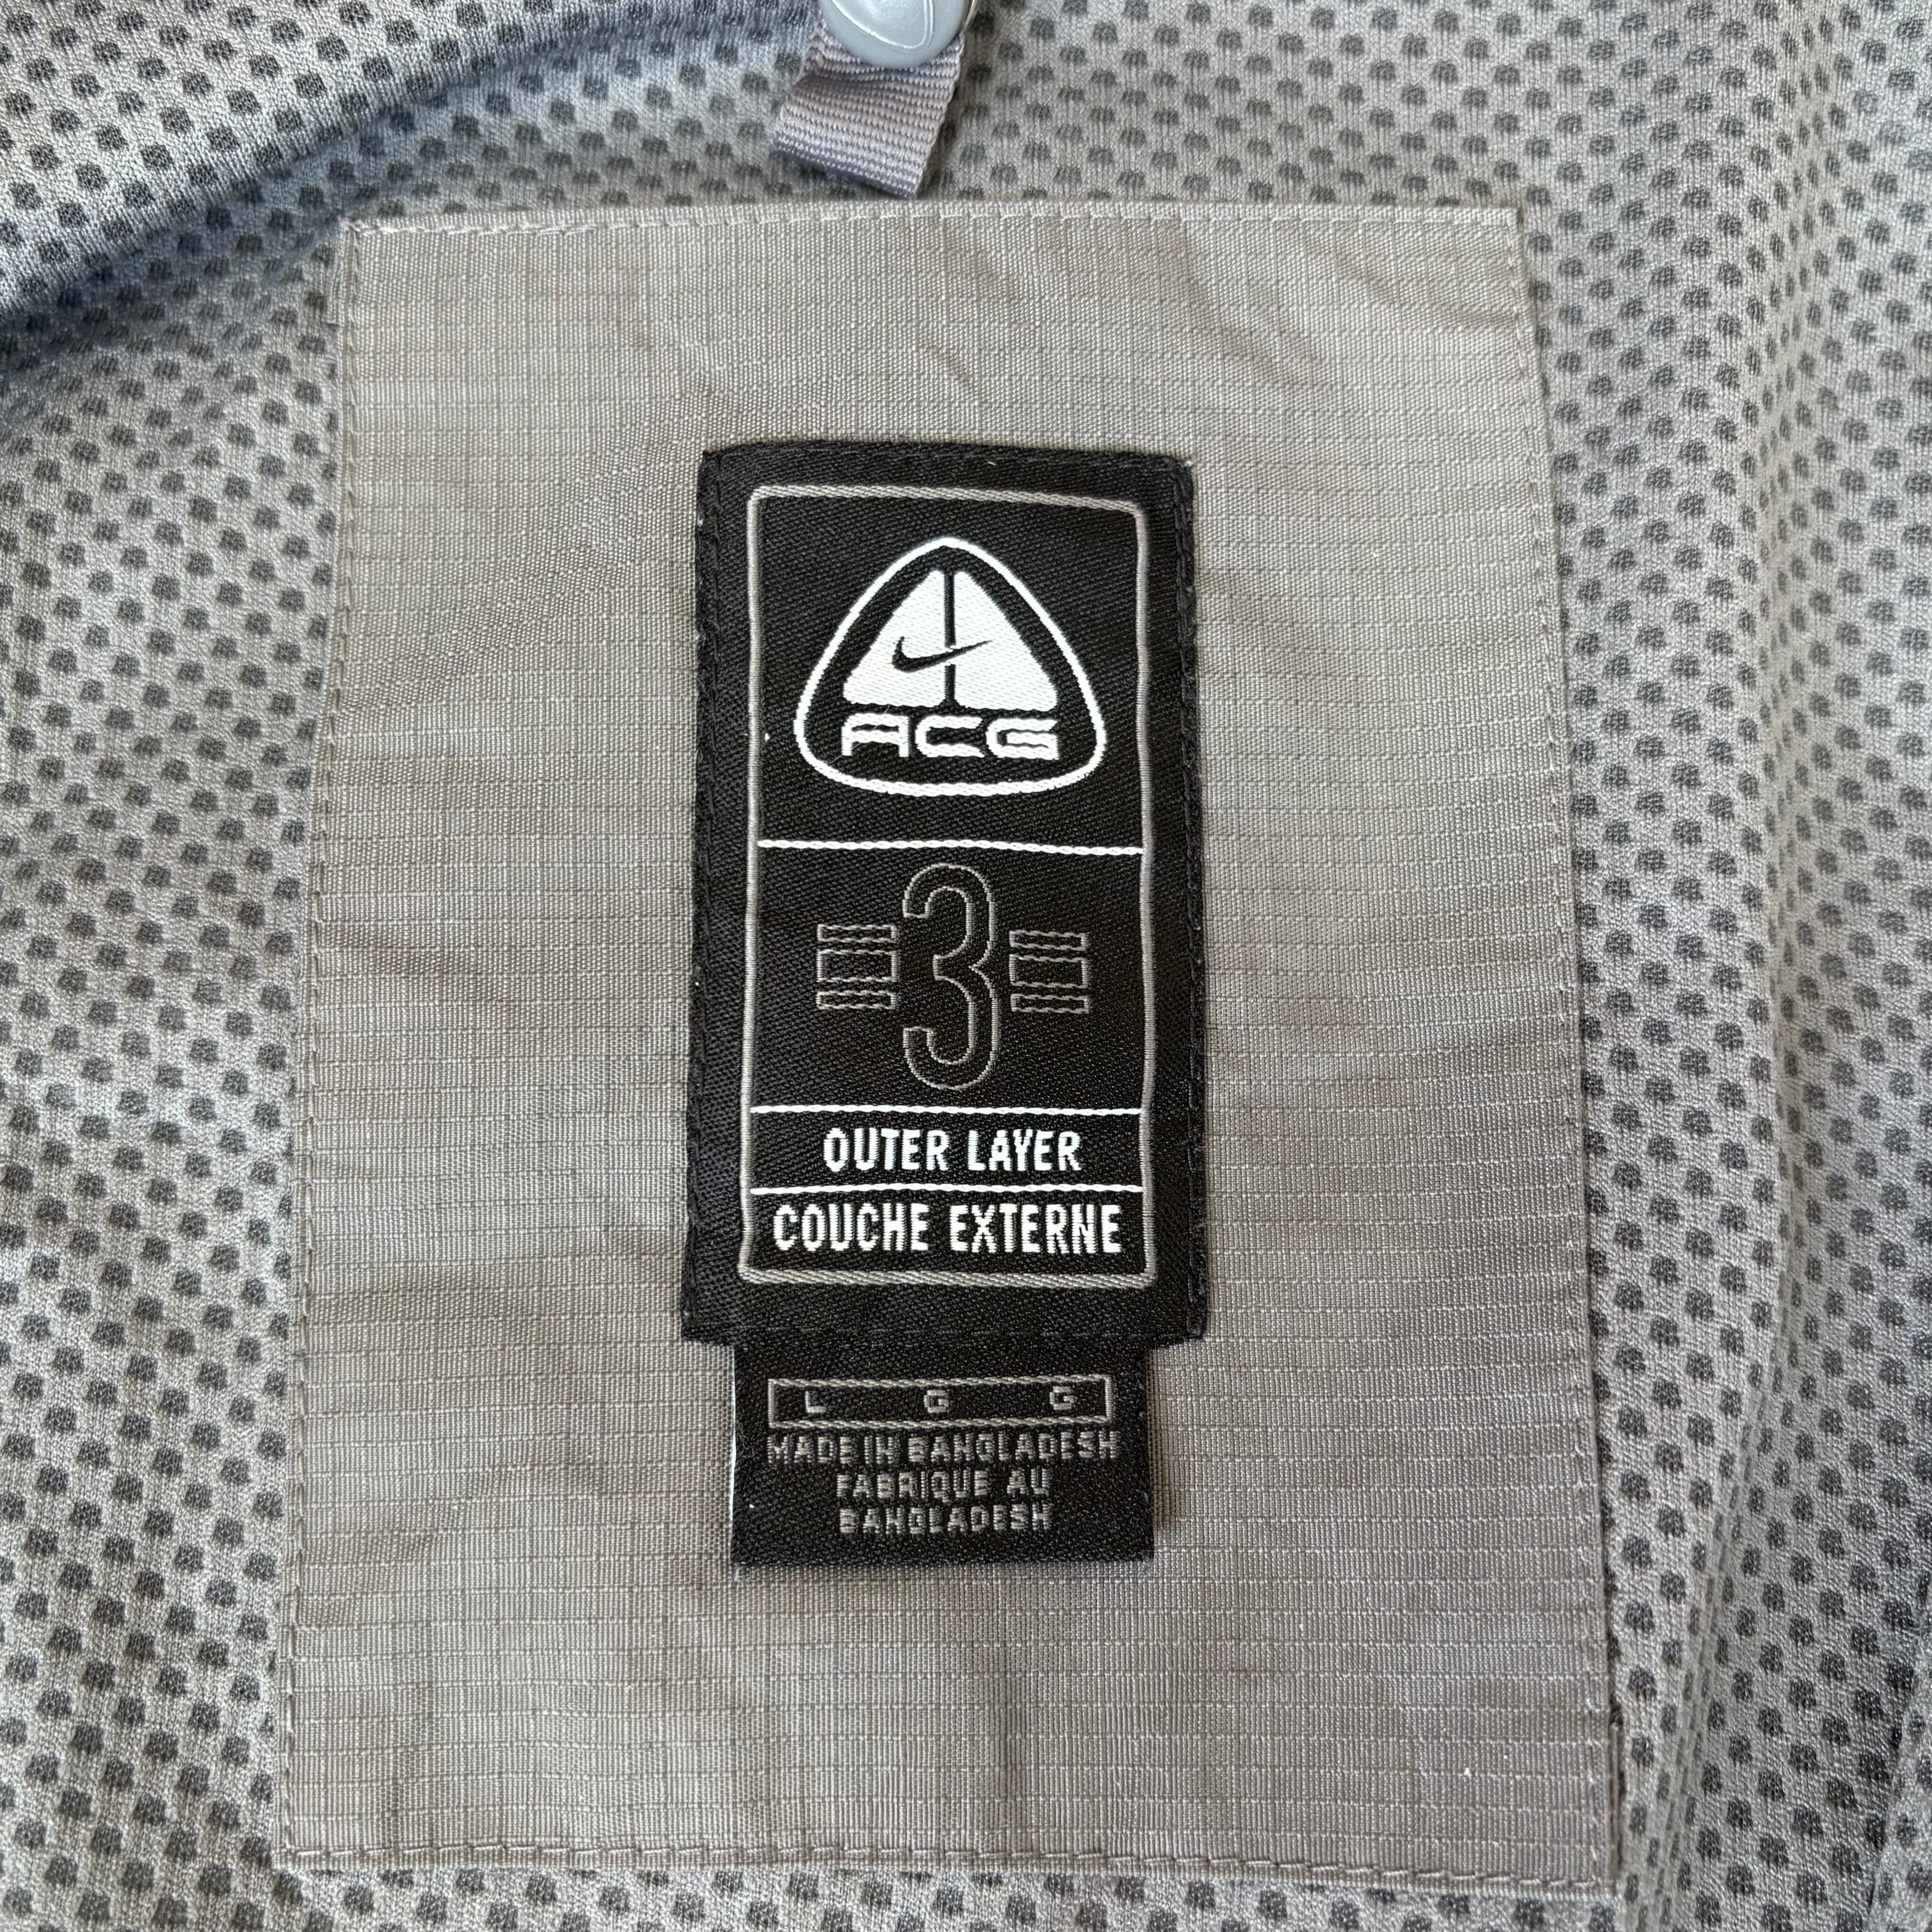 ACG
3
OUTER LAYER
COUCHE EXTERNE
L G G
MADE IN BANGLADESH
FABRIQUE AU
BANGLADESH